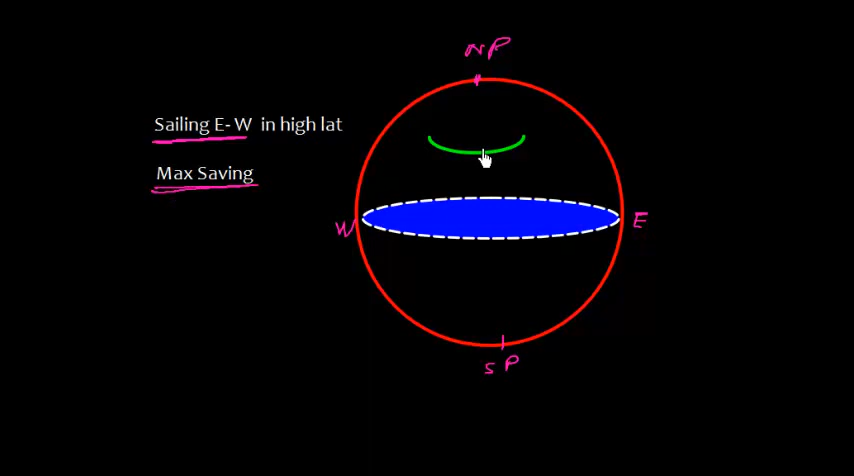 NP
Sailing E-W in high lat
Max Saving
W
E
SP